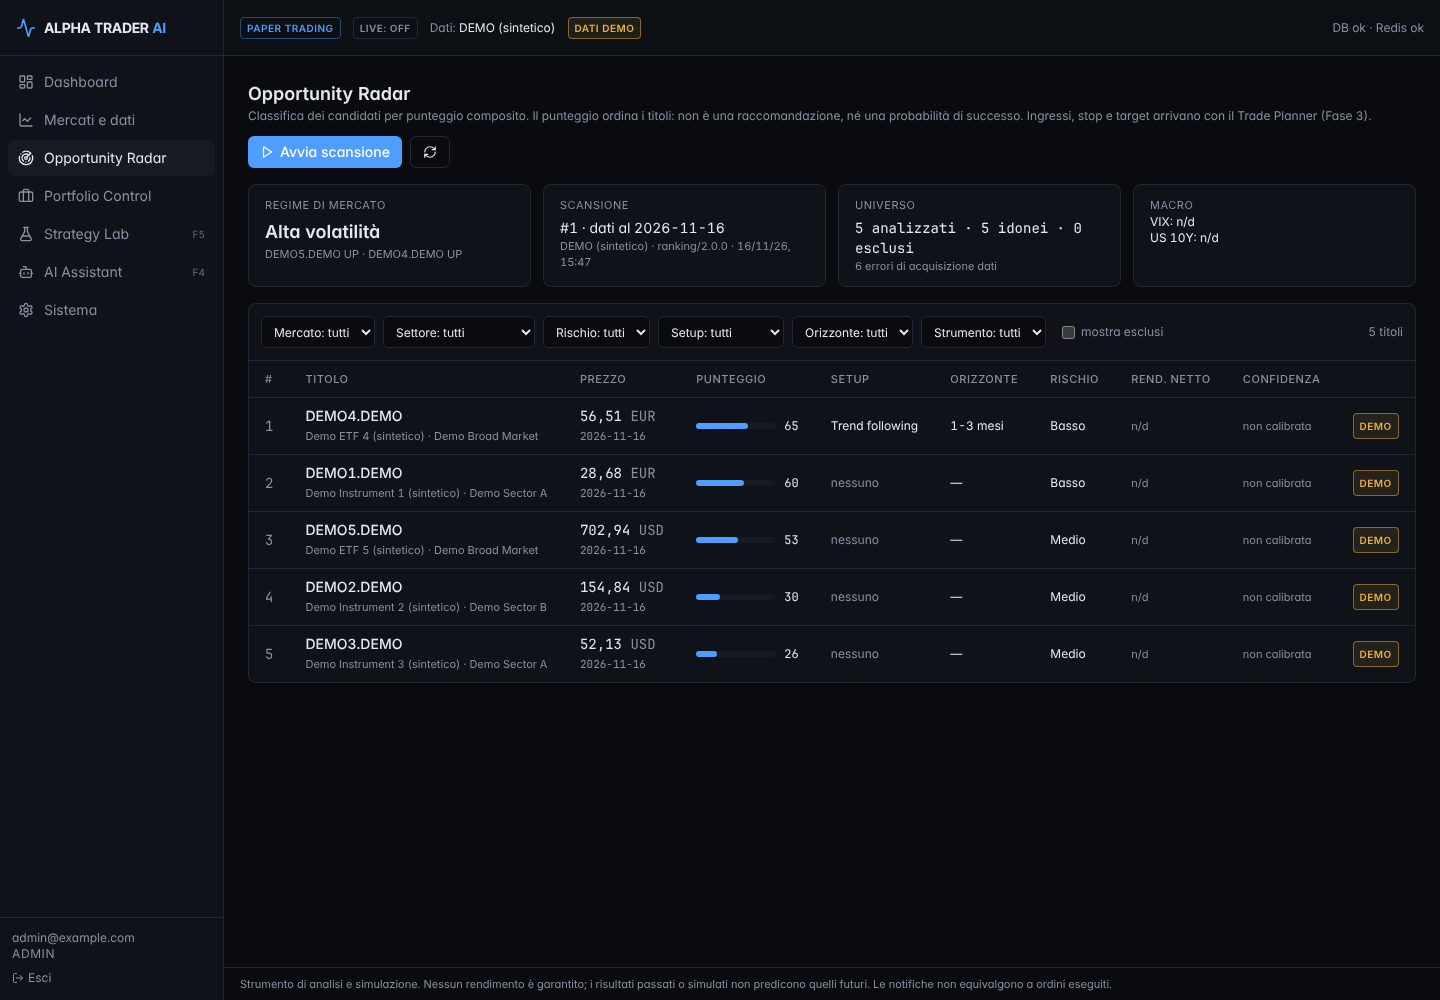 ALPHA TRADER AI
PAPER TRADING
LIVE: OFF
Dati: DEMO (sintetico)
DATI DEMO
DB ok · Redis ok
Dashboard
Mercati e dati
Opportunity Radar
Portfolio Control
Strategy Lab F5
AI Assistant F4
Sistema
Opportunity Radar
Classifica dei candidati per punteggio composito. Il punteggio ordina i titoli: non è una raccomandazione, né una probabilità di successo. Ingressi, stop e target arrivano con il Trade Planner (Fase 3).
Avvia scansione
REGIME DI MERCATO
Alta volatilità
DEMO5.DEMO UP · DEMO4.DEMO UP
SCANSIONE
#1 · dati al 2026-11-16
DEMO (sintetico) · ranking/2.0.0 · 16/11/26,
15:47
UNIVERSO
5 analizzati · 5 idonei · 0
esclusi
6 errori di acquisizione dati
MACRO
VIX: n/d
US 10Y: n/d
Mercato: tutti
Settore: tutti
Rischio: tutti
Setup: tutti
Orizzonte: tutti
Strumento: tutti
mostra esclusi
5 titoli
# TITOLO PREZZO PUNTEGGIO SETUP ORIZZONTE RISCHIO REND. NETTO CONFIDENZA
1 DEMO4.DEMO 56,51 EUR 65 Trend following 1-3 mesi Basso n/d non calibrata DEMO
Demo ETF 4 (sintetico) · Demo Broad Market 2026-11-16
2 DEMO1.DEMO 28,68 EUR 60 nessuno — Basso n/d non calibrata DEMO
Demo Instrument 1 (sintetico) · Demo Sector A 2026-11-16
3 DEMO5.DEMO 702,94 USD 53 nessuno — Medio n/d non calibrata DEMO
Demo ETF 5 (sintetico) · Demo Broad Market 2026-11-16
4 DEMO2.DEMO 154,84 USD 30 nessuno — Medio n/d non calibrata DEMO
Demo Instrument 2 (sintetico) · Demo Sector B 2026-11-16
5 DEMO3.DEMO 52,13 USD 26 nessuno — Medio n/d non calibrata DEMO
Demo Instrument 3 (sintetico) · Demo Sector A 2026-11-16
admin@example.com
ADMIN
Esci
Strumento di analisi e simulazione. Nessun rendimento è garantito; i risultati passati o simulati non predicono quelli futuri. Le notifiche non equivalgono a ordini eseguiti.